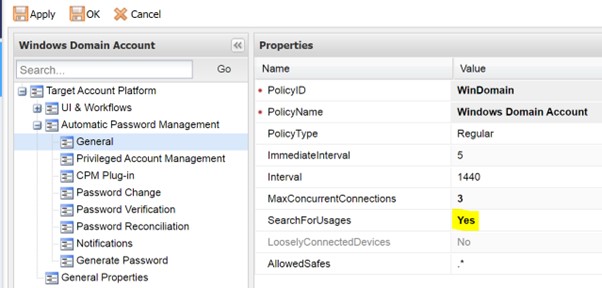 Apply OK Cancel
Windows Domain Account
Search... Go
Target Account Platform
UI & Workflows
Automatic Password Management
General
Privileged Account Management
CPM Plug-in
Password Change
Password Verification
Password Reconciliation
Notifications
Generate Password
General Properties
Properties
Name Value
PolicyID WinDomain
PolicyName Windows Domain Account
PolicyType Regular
ImmediateInterval 5
Interval 1440
MaxConcurrentConnections 3
SearchForUsages Yes
LooselyConnectedDevices No
AllowedSafes .*